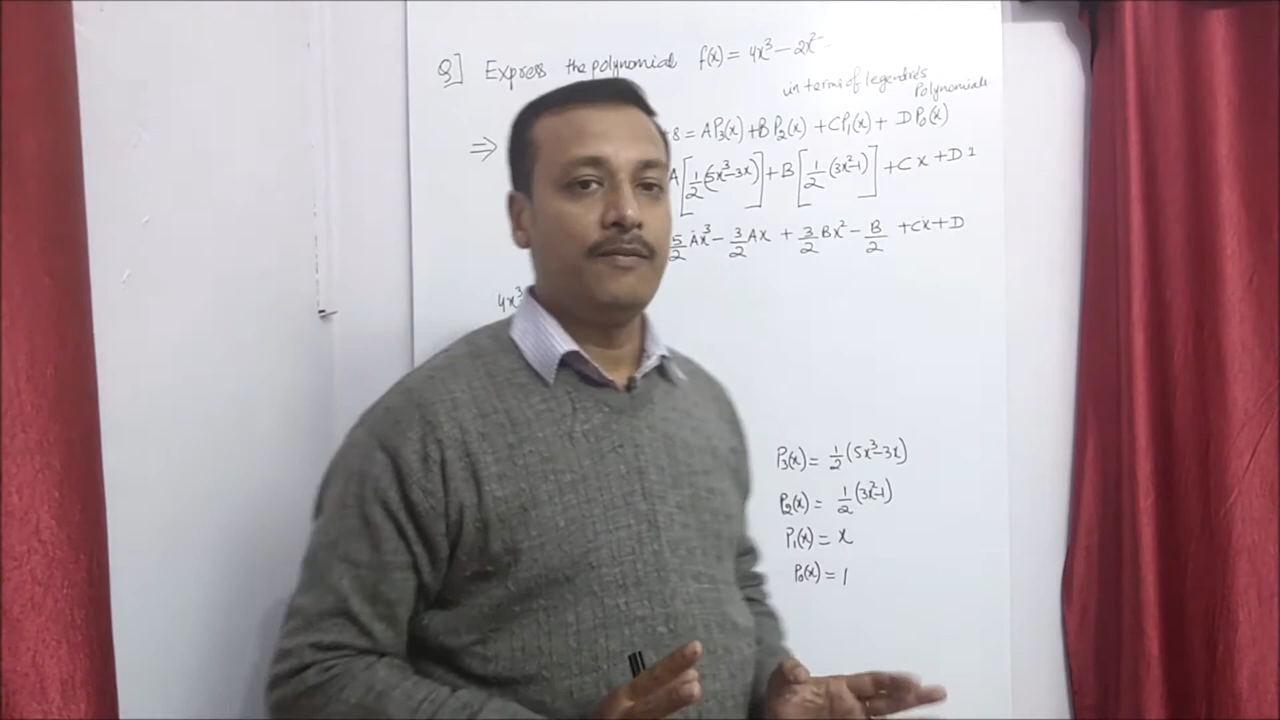 Q] Express the polynomial f(x) = 4x³ − 2x² −
in terms of legendre's
Polynomials
⇒ +8 = AP₃(x) + BP₂(x) + CP₁(x) + DP₀(x)
A[1/2 (5x³−3x)] + B[1/2 (3x²−1)] + Cx + D1
5/2 Ax³ − 3/2 Ax + 3/2 Bx² − B/2 + Cx + D
4x³
P₃(x) = 1/2 (5x³−3x)
P₂(x) = 1/2 (3x²−1)
P₁(x) = x
P₀(x) = 1